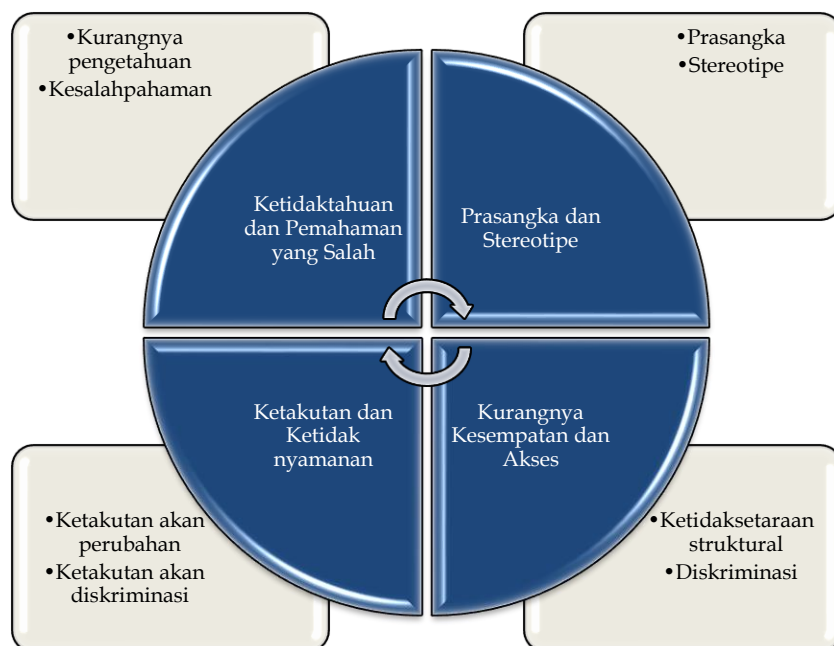 •Kurangnya
pengetahuan
•Kesalahpahaman
•Prasangka
•Stereotipe
Ketidaktahuan
dan Pemahaman
yang Salah
Prasangka dan
Stereotipe
Ketakutan dan
Ketidak
nyamanan
Kurangnya
Kesempatan dan
Akses
•Ketakutan akan
perubahan
•Ketakutan akan
diskriminasi
•Ketidaksetaraan
struktural
•Diskriminasi